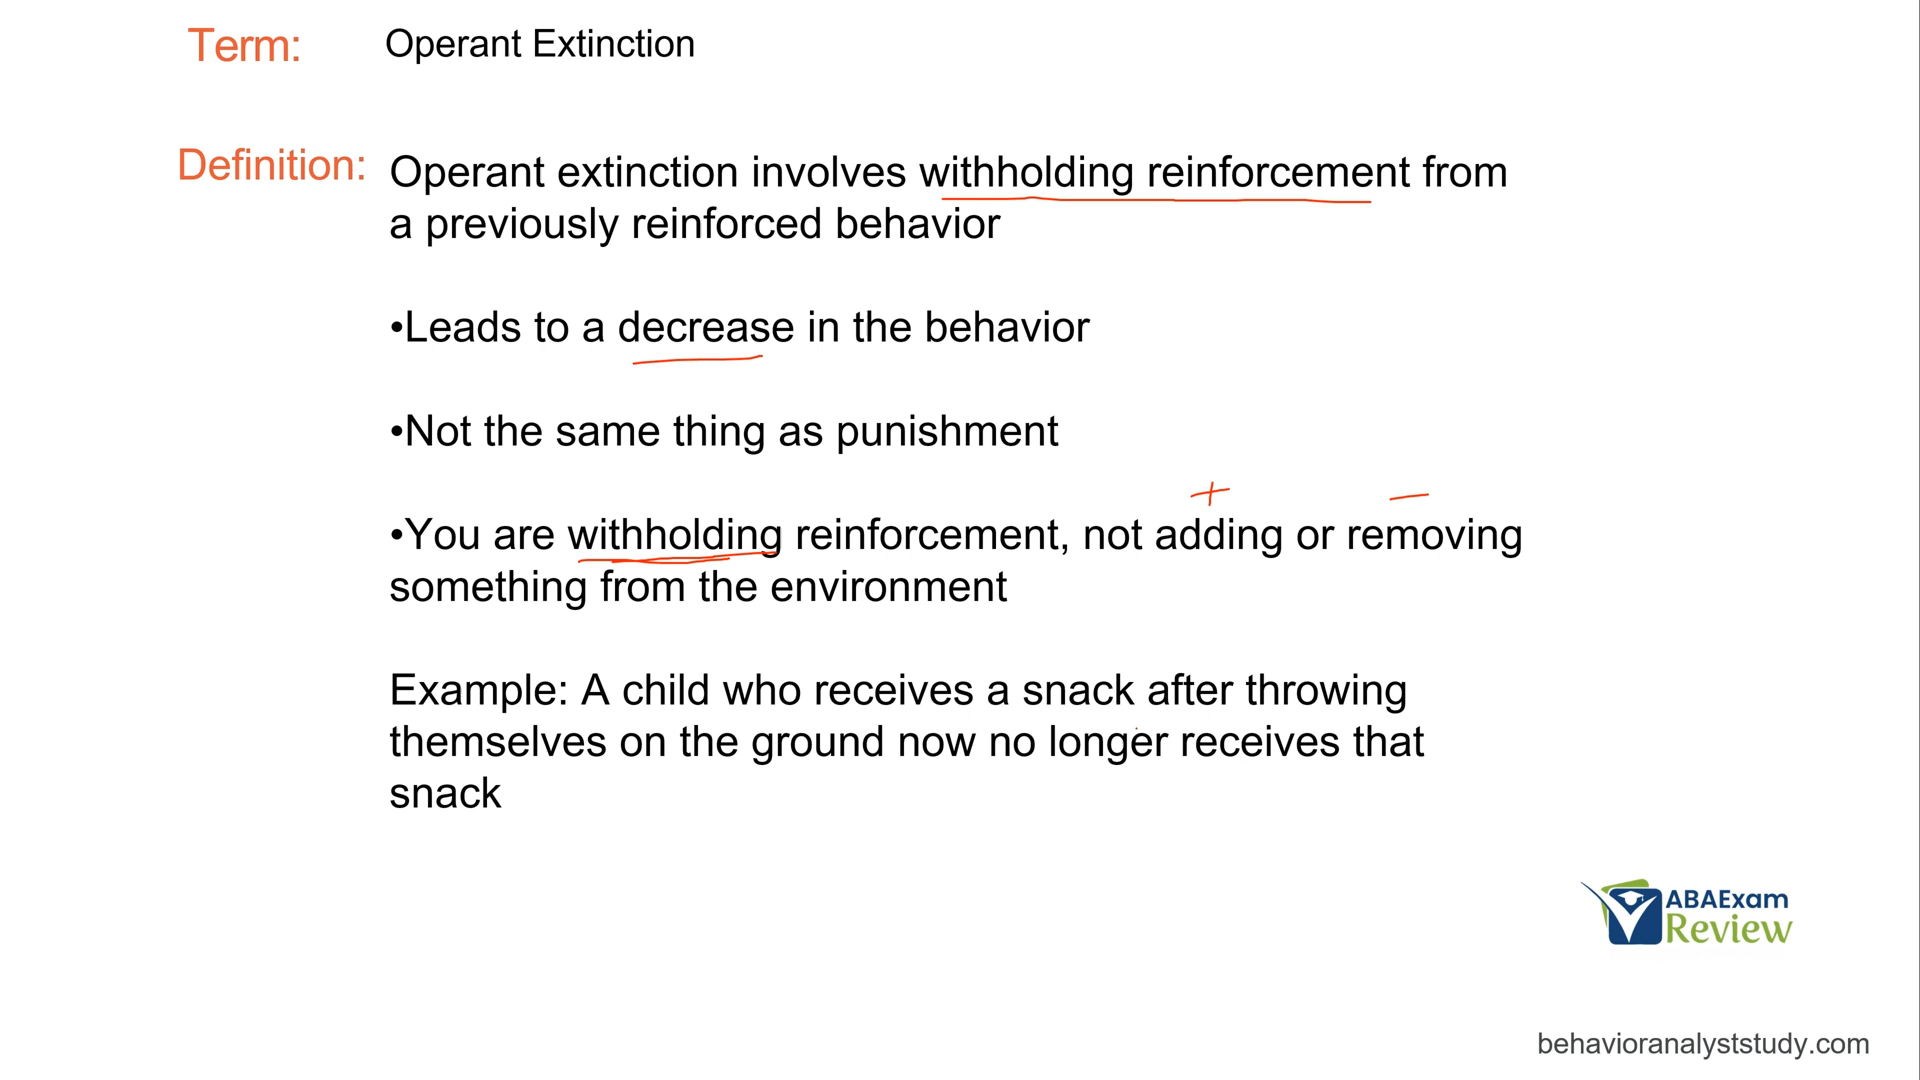 Term: Operant Extinction
Definition: Operant extinction involves withholding reinforcement from
a previously reinforced behavior
•Leads to a decrease in the behavior
•Not the same thing as punishment
+ –
•You are withholding reinforcement, not adding or removing
something from the environment
Example: A child who receives a snack after throwing
themselves on the ground now no longer receives that
snack
ABAExam
Review
behavioranalyststudy.com